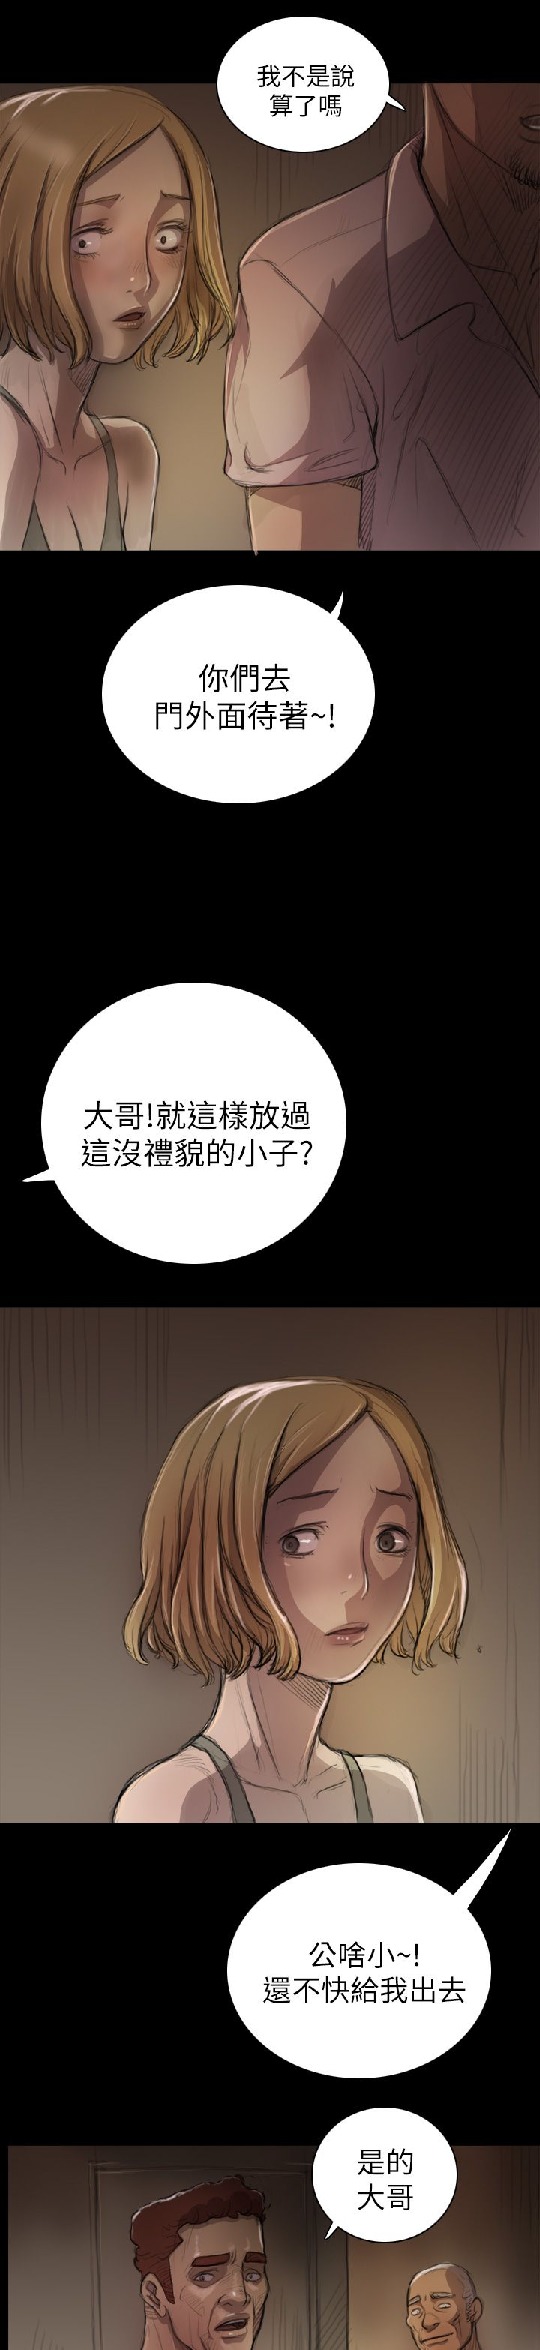 我不是說
算了嗎
你們去
門外面待著~!
大哥!就這樣放過
這沒禮貌的小子?
公啥小~!
還不快給我出去
是的
大哥